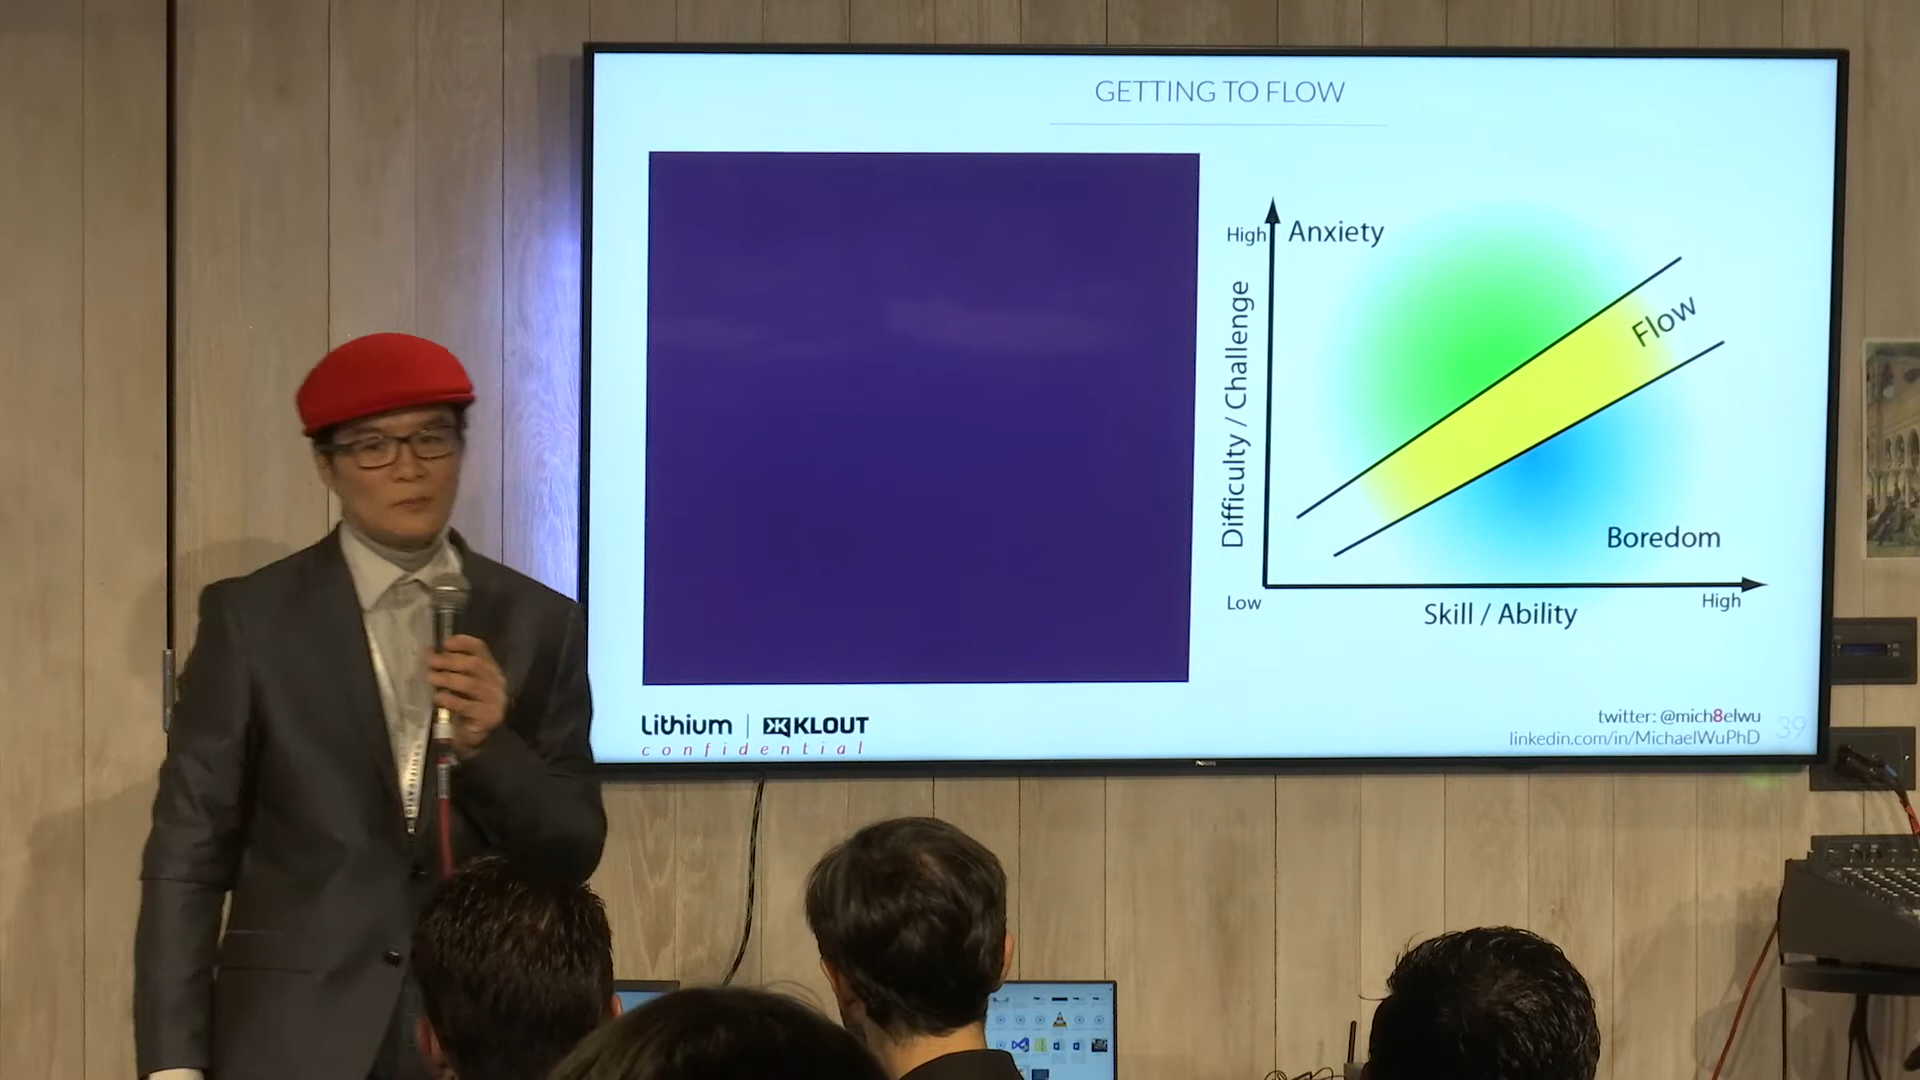 GETTING TO FLOW
High
Anxiety
Difficulty / Challenge
Flow
Boredom
Low
Skill / Ability
High
Lithium | KLOUT
confidential
twitter: @mich8elwu
linkedin.com/in/MichaelWuPhD
39